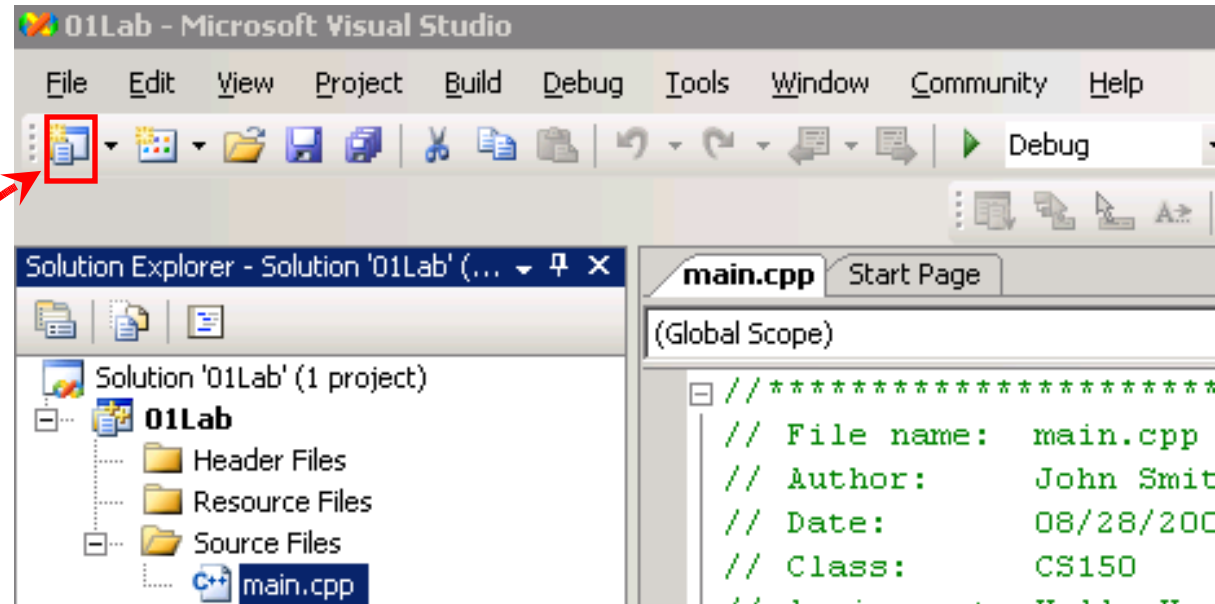 01Lab - Microsoft Visual Studio
File Edit View Project Build Debug Tools Window Community Help
Debug
A
Solution Explorer - Solution '01Lab' (...
main.cpp Start Page
(Global Scope)
Solution '01Lab' (1 project)
01Lab
Header Files
Resource Files
Source Files
C++ main.cpp
//**********************
// File name: main.cpp
// Author: John Smit
// Date: 08/28/200
// Class: CS150